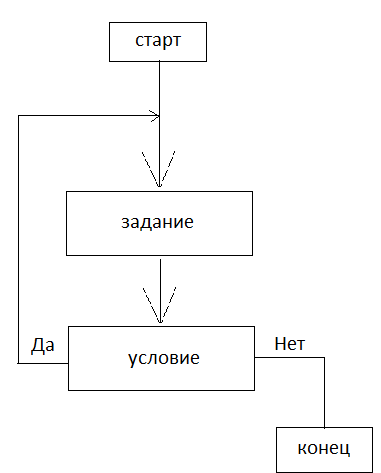 старт
задание
Да
условие
Нет
конец